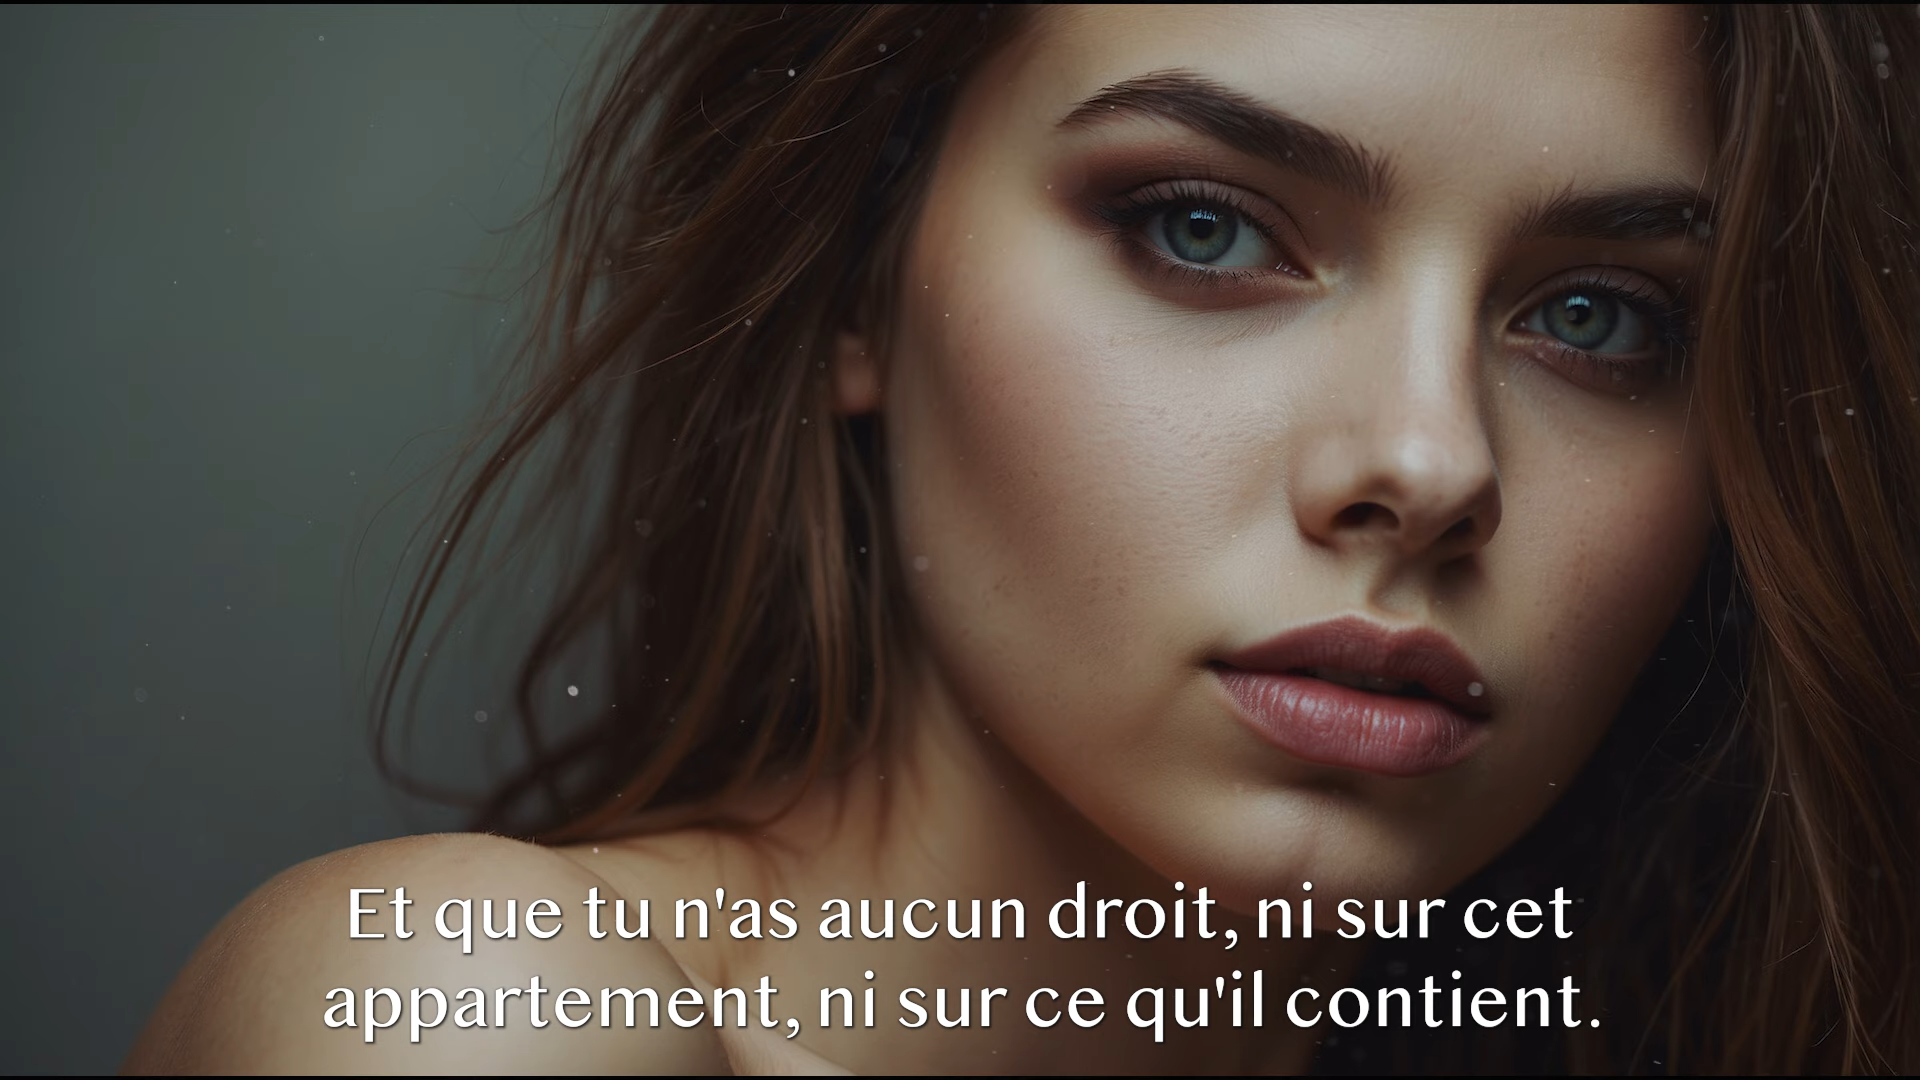 Et que tu n'as aucun droit, ni sur cet
appartement, ni sur ce qu'il contient.